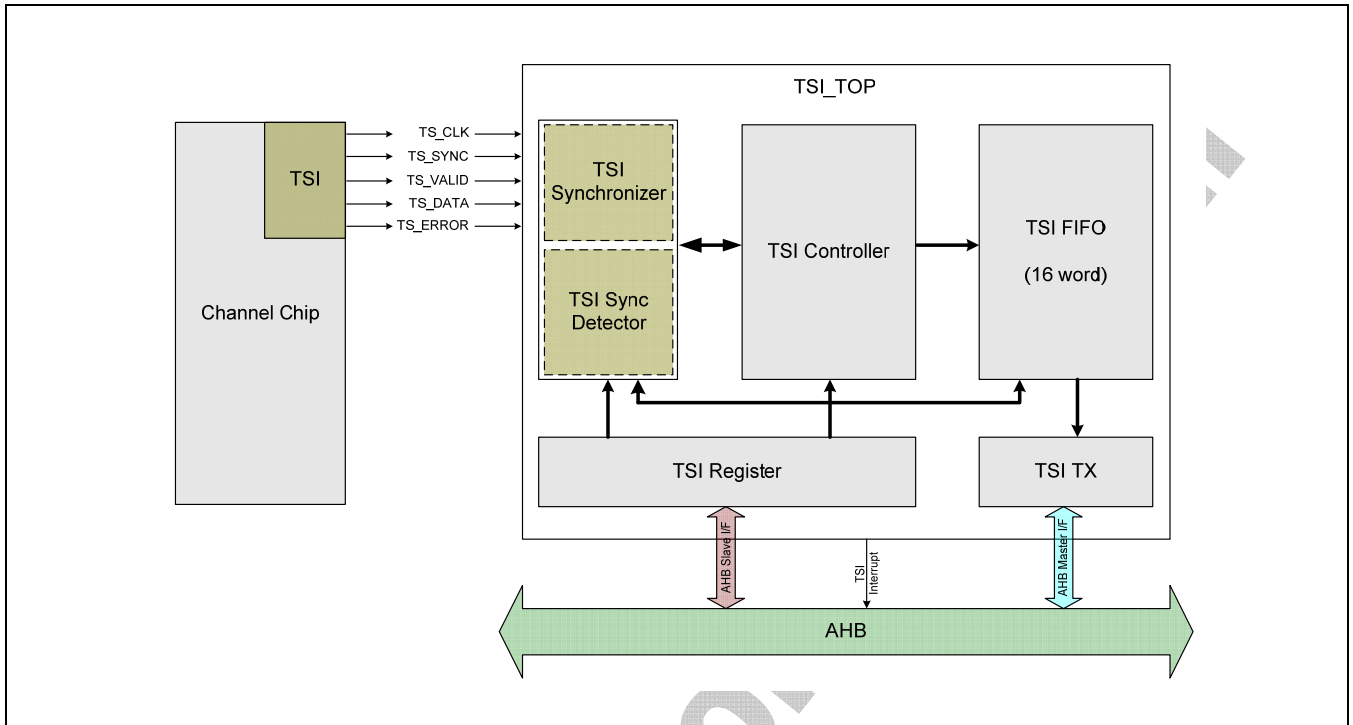 TSI_TOP
TSI
Channel Chip
TS_CLK
TS_SYNC
TS_VALID
TS_DATA
TS_ERROR
TSI
Synchronizer
TSI Sync
Detector
TSI Controller
TSI FIFO
(16 word)
TSI Register
TSI TX
AHB Slave I/F
TSI
Interrupt
AHB Master I/F
AHB